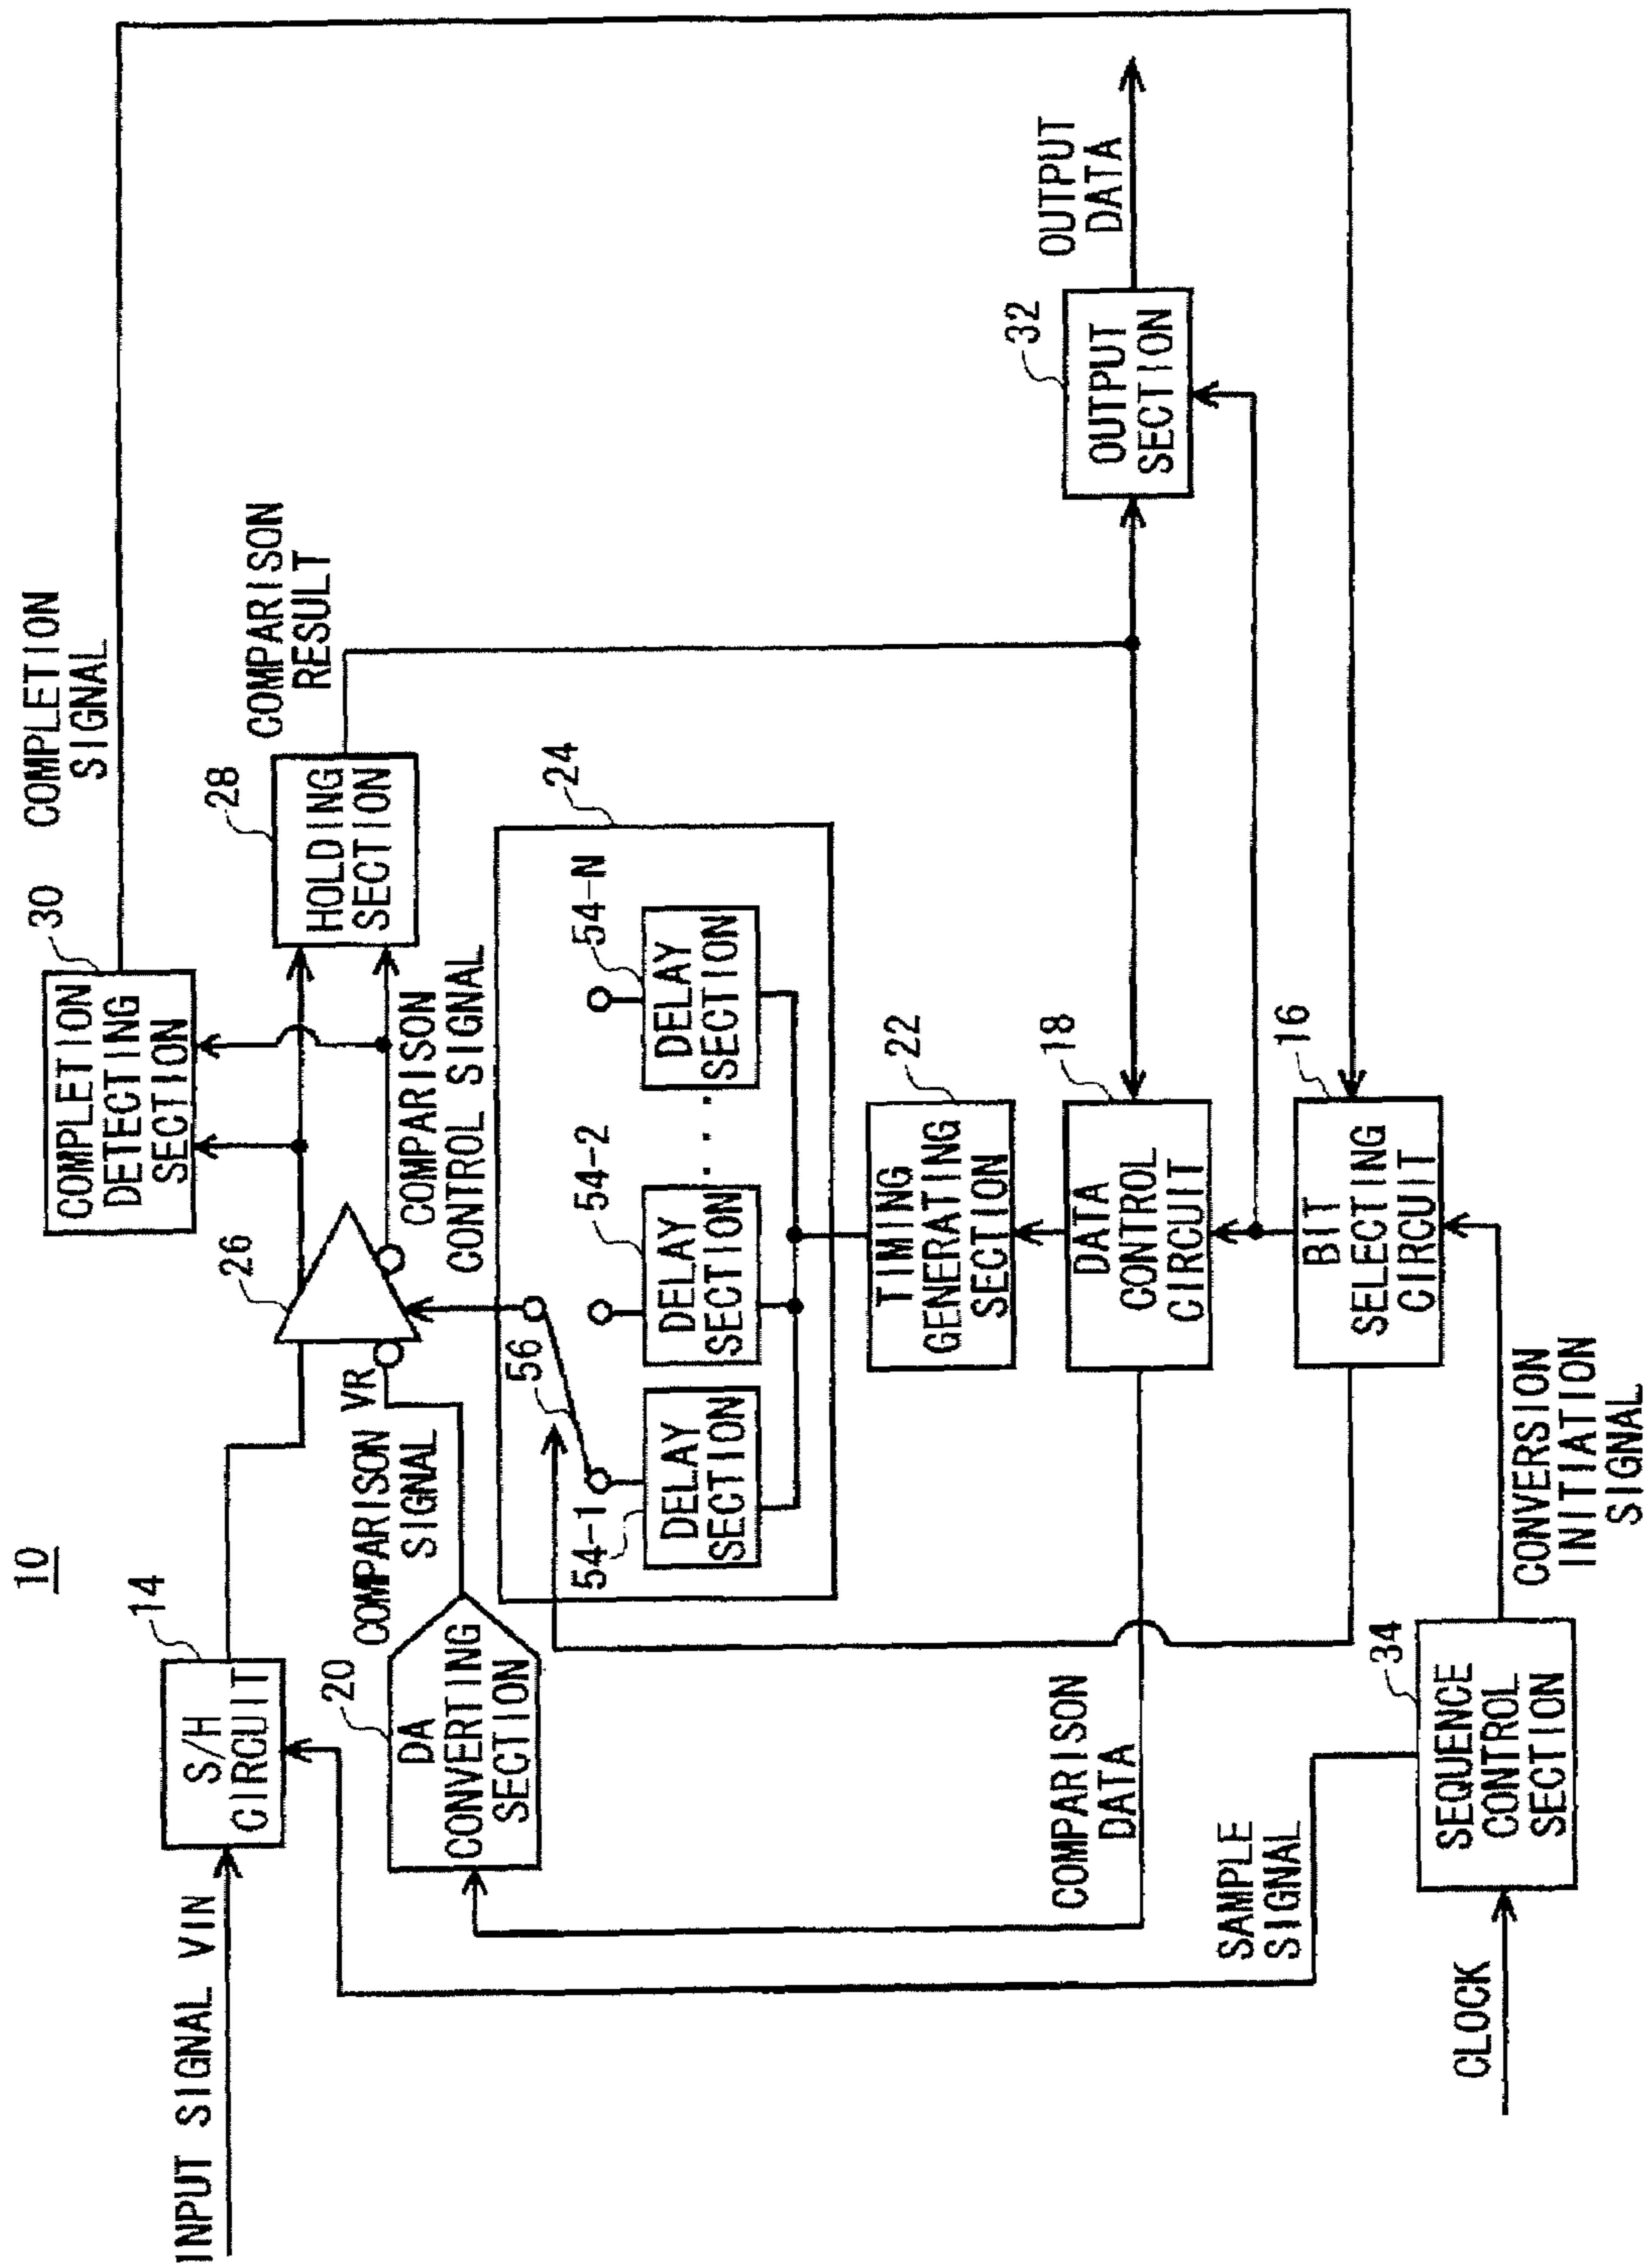 10
INPUT SIGNAL VIN
14
S/H
CIRCUIT
20
DA
CONVERTING
SECTION
COMPARISON
SIGNAL
VR
26
30
COMPLETION
DETECTING
SECTION
COMPLETION
SIGNAL
28
HOLDING
SECTION
COMPARISON
RESULT
COMPARISON
CONTROL SIGNAL
24
56
54-1
DELAY
SECTION
54-2
DELAY
SECTION
. . .
54-N
DELAY
SECTION
22
TIMING
GENERATING
SECTION
18
DATA
CONTROL
CIRCUIT
16
BIT
SELECTING
CIRCUIT
COMPARISON
DATA
SAMPLE
SIGNAL
CLOCK
34
SEQUENCE
CONTROL
SECTION
CONVERSION
INITIATION
SIGNAL
32
OUTPUT
SECTION
OUTPUT
DATA